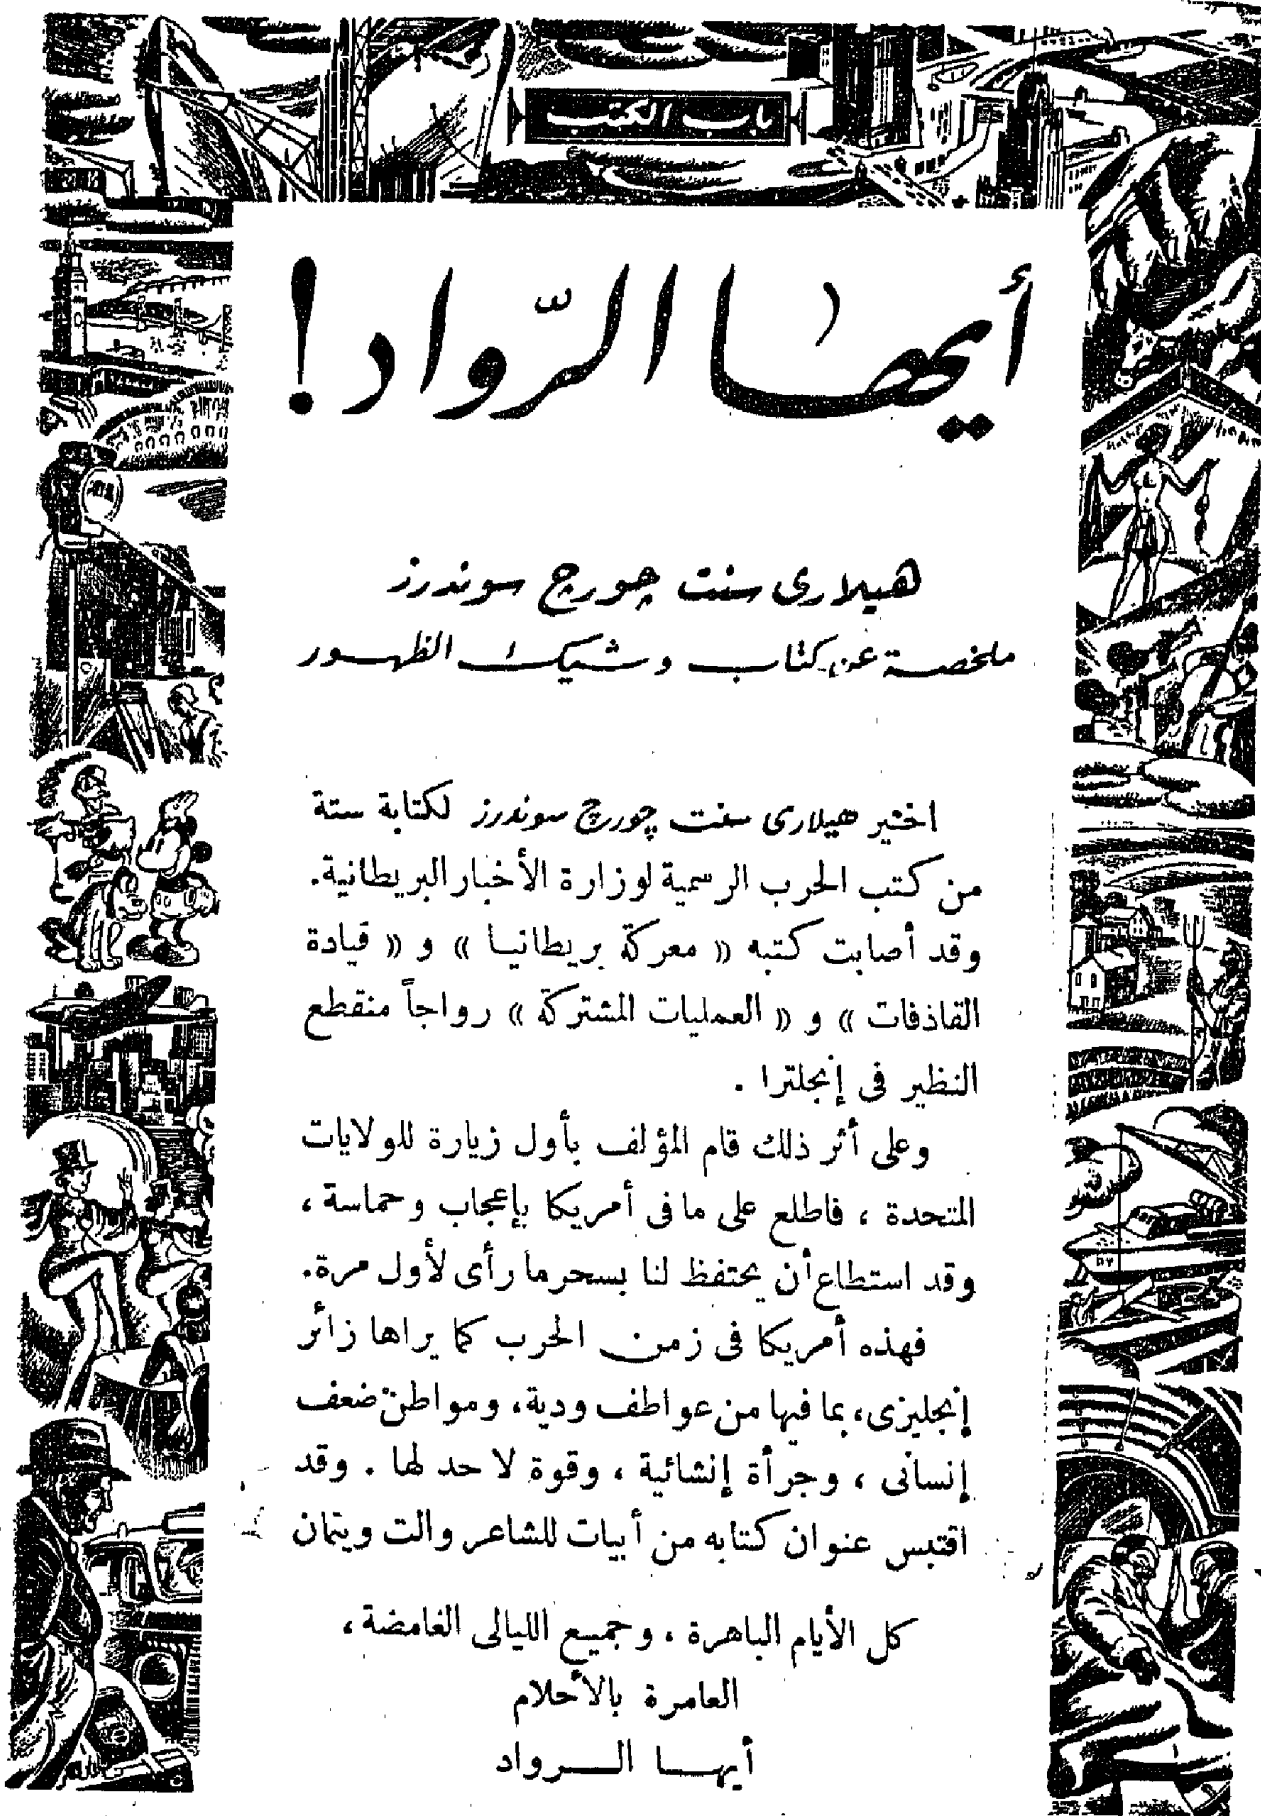 باب الكتب
أيها الرّواد !
هيلارى سنت چورچ سوندرز
ملخصة عن كتاب وشيك الظهور
اختير هيلارى سنت چورچ سوندرز لكتابة ستة
من كتب الحرب الرسمية لوزارة الأخبار البريطانية.
وقد أصابت كتبه « معركة بريطانيا » و « قيادة
القاذفات » و « العمليات المشتركة » رواجاً منقطع
النظير فى إنجلترا .
وعلى أثر ذلك قام المؤلف بأول زيارة للولايات
المتحدة ، فاطلع على ما فى أمريكا بإعجاب وحماسة ،
وقد استطاع أن يحتفظ لنا بسحر ما رأى لأول مرة.
فهذه أمريكا فى زمن الحرب كما يراها زائر
إنجليزى، بما فيها من عواطف ودية، ومواطن ضعف
إنسانى ، وجرأة إنشائية ، وقوة لا حد لها . وقد
اقتبس عنوان كتابه من أبيات للشاعر والت ويتمان
كل الأيام الباهرة ، وجميع الليالى الغامضة ،
العامرة بالأحلام
أيها الرواد